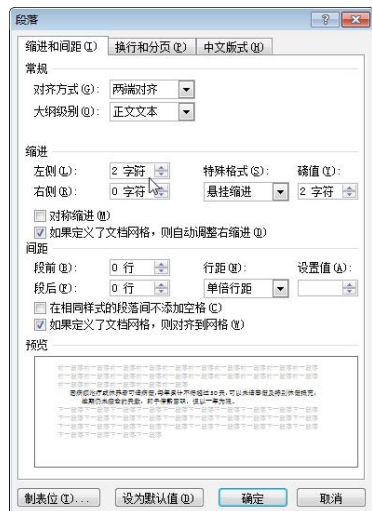 段落
缩进和间距(I) 换行和分页(P) 中文版式(H)
常规
对齐方式(G): 两端对齐
大纲级别(O): 正文文本
缩进
左侧(L): 2 字符 特殊格式(S): 磅值(Y):
右侧(R): 0 字符 悬挂缩进 2 字符
对称缩进(M)
如果定义了文档网格，则自动调整右缩进(D)
间距
段前(B): 0 行 行距(N): 设置值(A):
段后(F): 0 行 单倍行距
在相同样式的段落间不添加空格(C)
如果定义了文档网格，则对齐到网格(W)
预览
制表位(T)... 设为默认值(D) 确定 取消